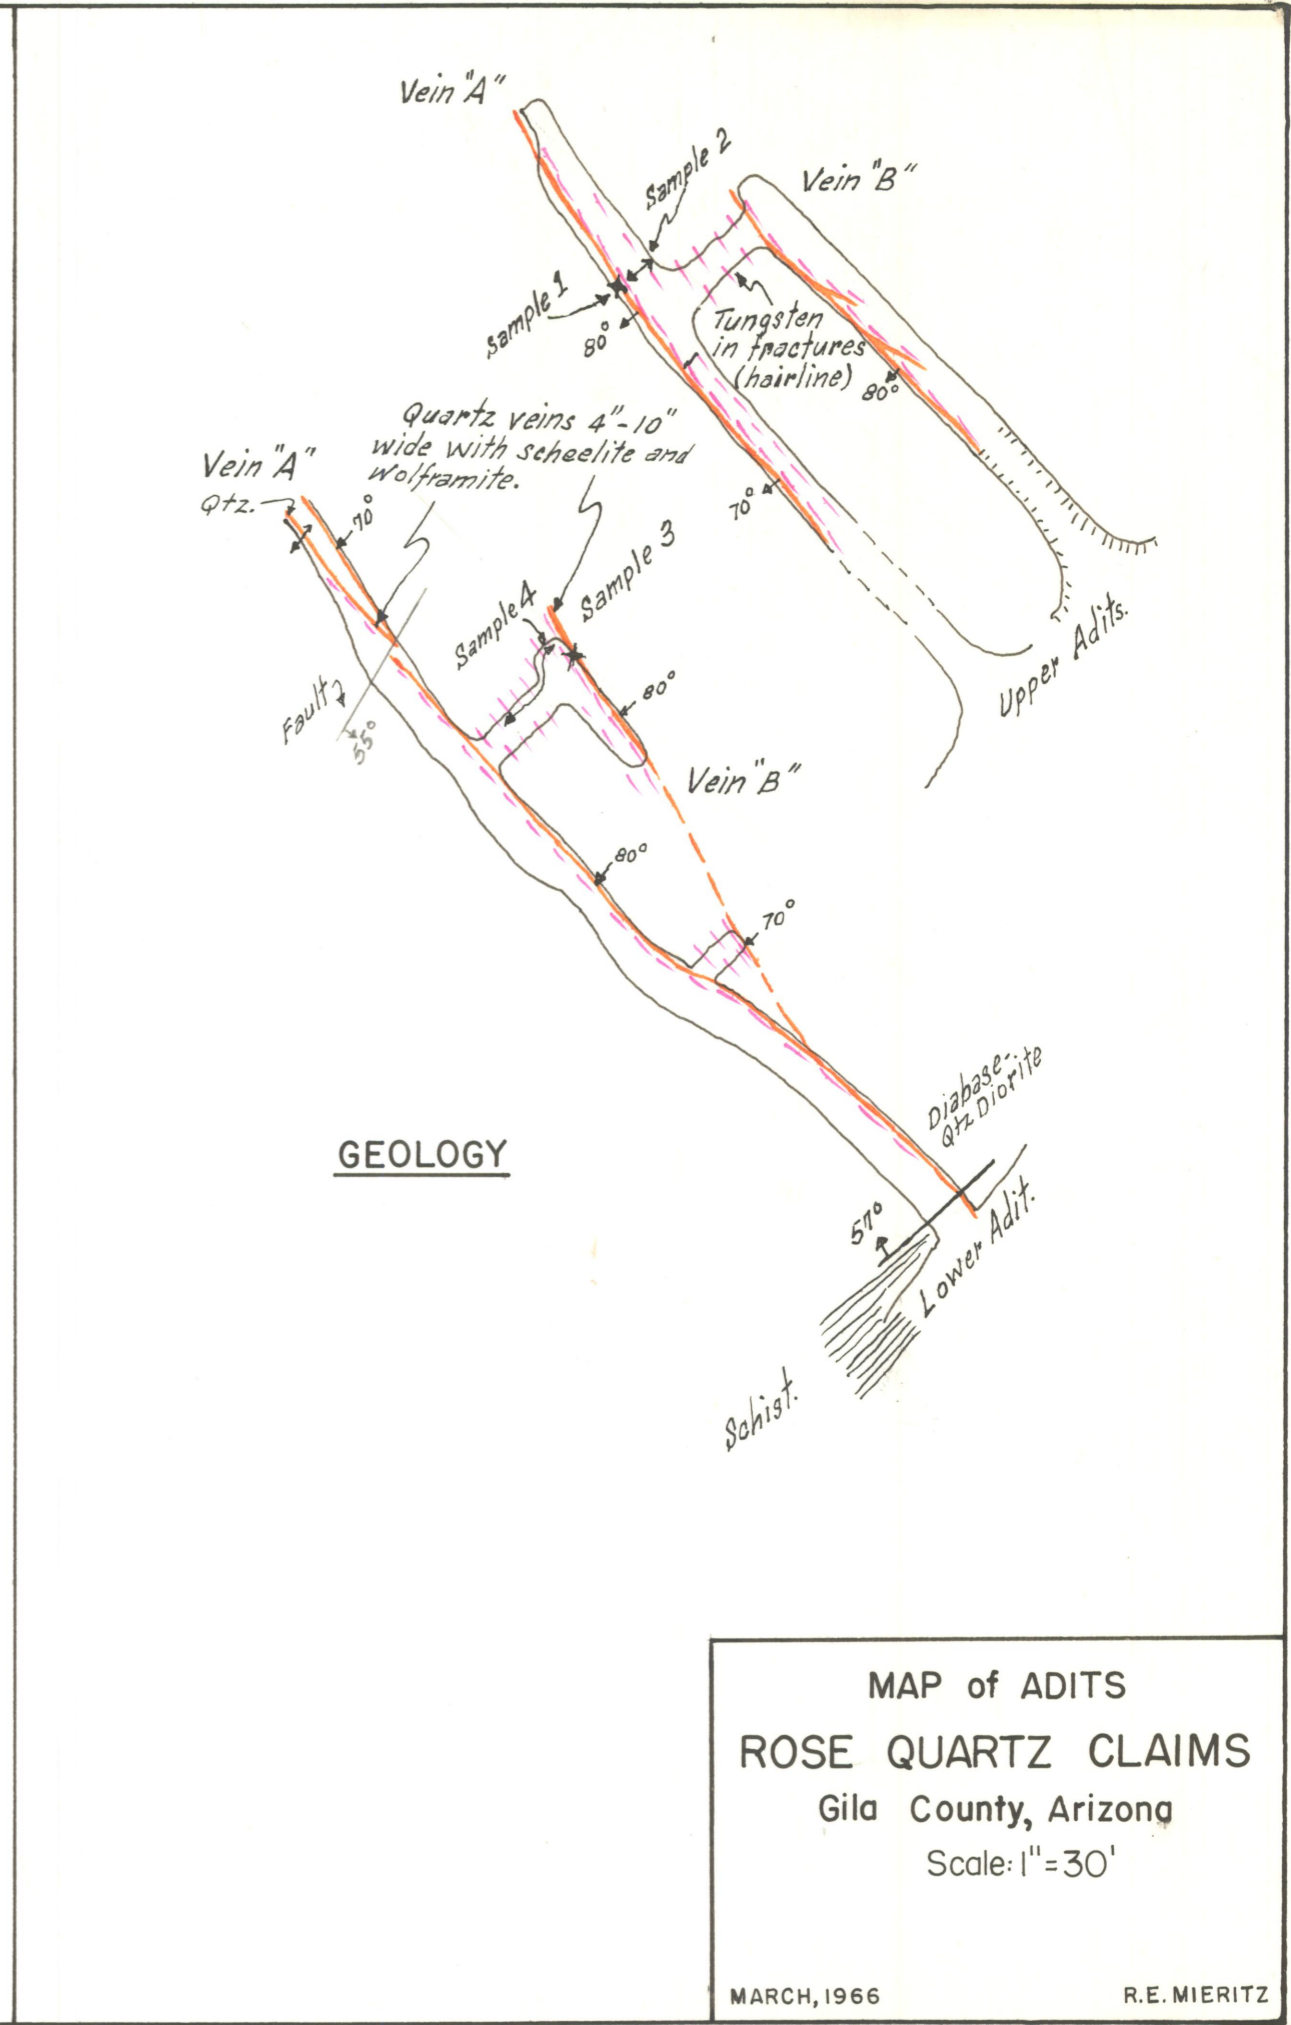 Vein "A"
Sample 2
Vein "B"
Sample 1
80°
Tungsten
in fractures
(hairline)
80°
70°
Quartz veins 4"-10"
wide with scheelite and
Wolframite.
Vein "A"
Qtz.
70°
Sample 3
Sample 4
80°
Upper Adits.
Fault
55°
Vein "B"
80°
70°
Diabase-
Qtz Diorite
GEOLOGY
57°
Lower Adit.
Schist.
MAP of ADITS
ROSE QUARTZ CLAIMS
Gila County, Arizona
Scale: 1"=30'
MARCH, 1966
R.E. MIERITZ